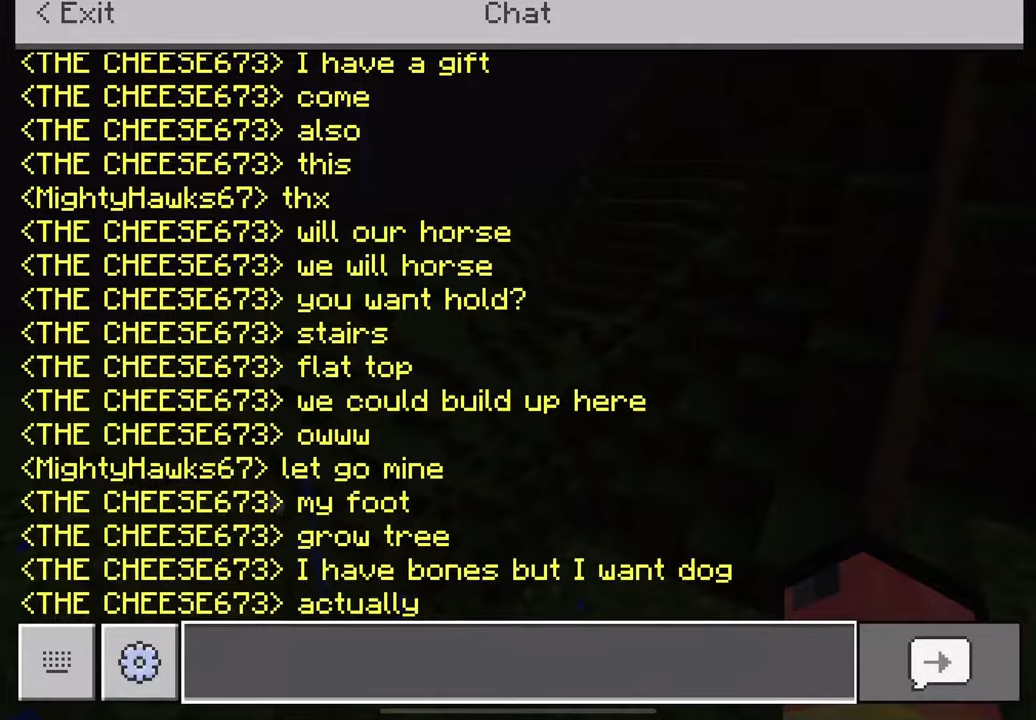 < Exit
Chat
<THE CHEESE673> I have a gift
<THE CHEESE673> come
<THE CHEESE673> also
<THE CHEESE673> this
<MightyHawks67> thx
<THE CHEESE673> will our horse
<THE CHEESE673> we will horse
<THE CHEESE673> you want hold?
<THE CHEESE673> stairs
<THE CHEESE673> flat top
<THE CHEESE673> we could build up here
<THE CHEESE673> owww
<MightyHawks67> let go mine
<THE CHEESE673> my foot
<THE CHEESE673> grow tree
<THE CHEESE673> I have bones but I want dog
<THE CHEESE673> actually